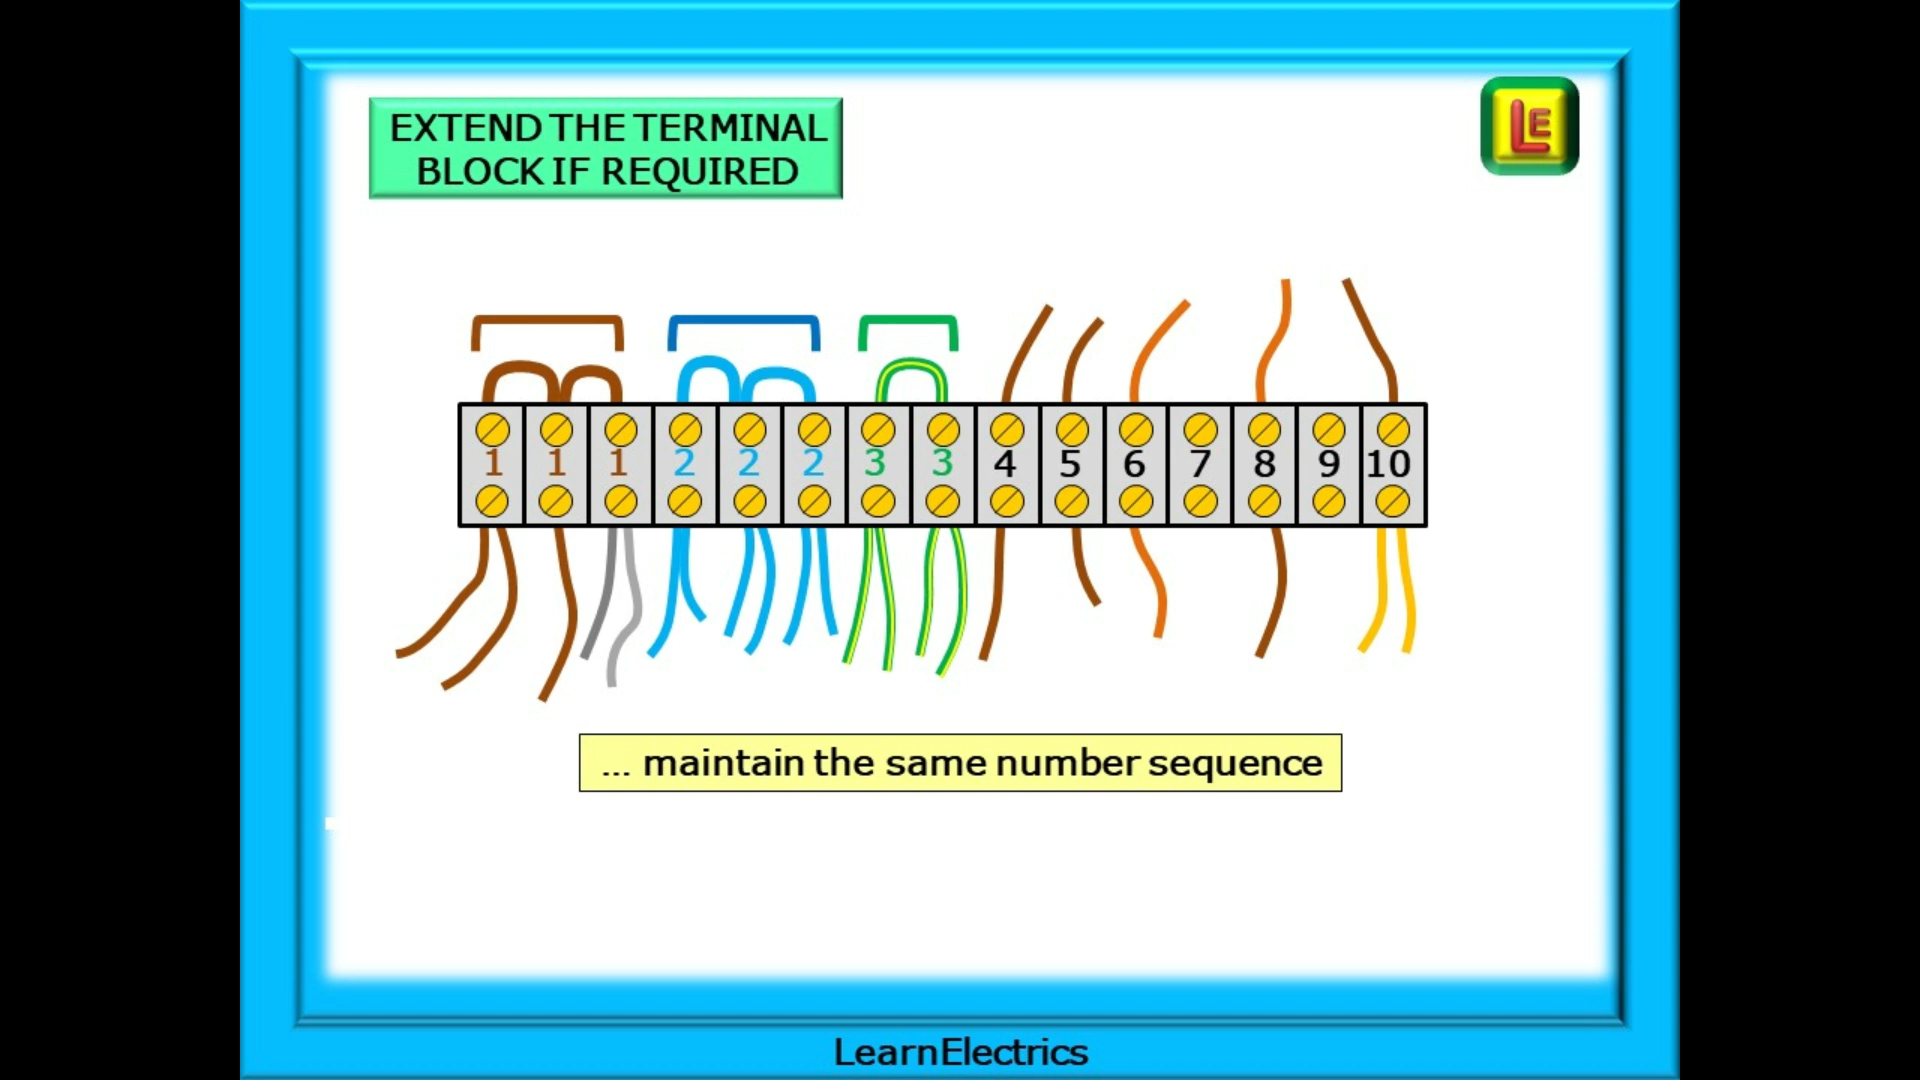 EXTEND THE TERMINAL
BLOCK IF REQUIRED
LE
1 1 1 2 2 2 3 3 4 5 6 7 8 9 10
... maintain the same number sequence
LearnElectrics